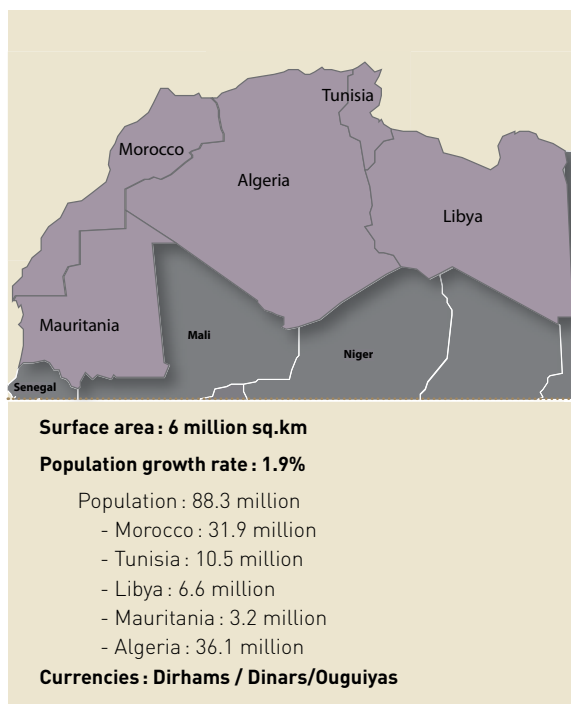 Tunisia
Morocco
Algeria
Libya
Mauritania
Mali
Niger
Senegal
Surface area : 6 million sq.km
Population growth rate : 1.9%
Population : 88.3 million
- Morocco : 31.9 million
- Tunisia : 10.5 million
- Libya : 6.6 million
- Mauritania : 3.2 million
- Algeria : 36.1 million
Currencies : Dirhams / Dinars/Ouguiyas